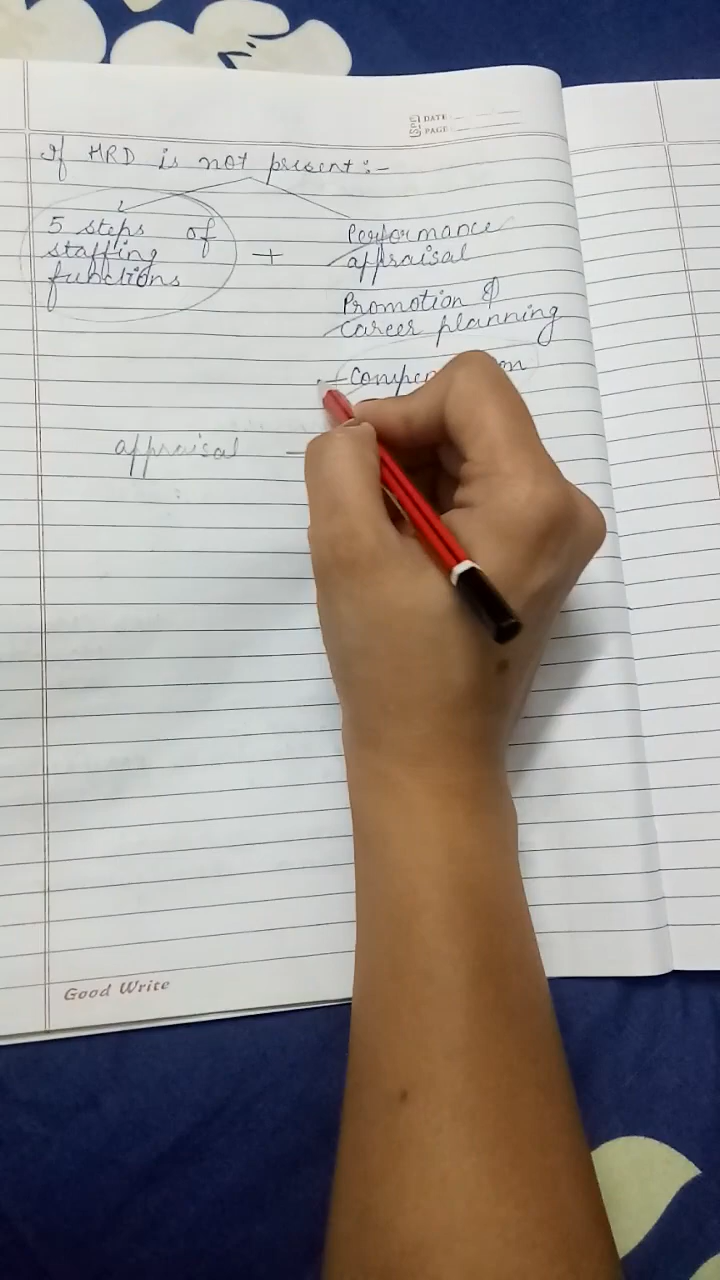 DATE
PAGE
If HRD is not present:-
5 steps of
staffing
functions
+
Performance
appraisal
Promotion &
career planning
appraisal
Good Write